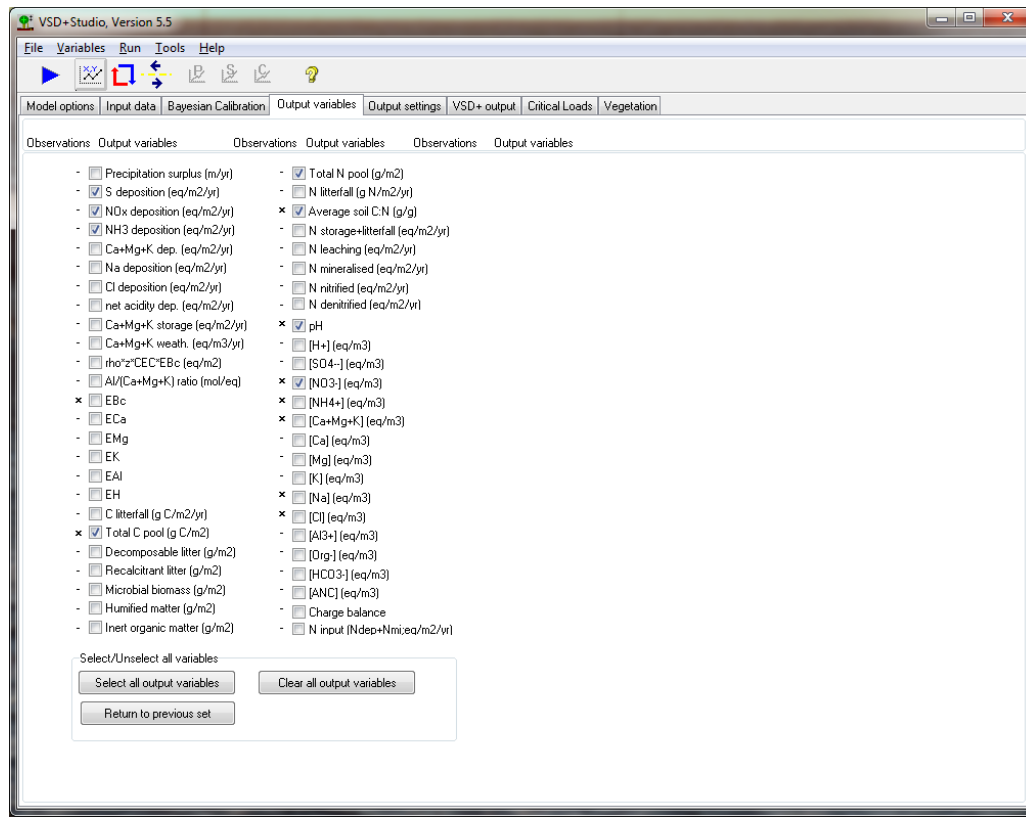 VSD+Studio, Version 5.5
File Variables Run Tools Help
X,Y P S C ?
Model options Input data Bayesian Calibration Output variables Output settings VSD+ output Critical Loads Vegetation
Observations Output variables Observations Output variables Observations Output variables
- Precipitation surplus (m/yr)
- S deposition (eq/m2/yr)
- NOx deposition (eq/m2/yr)
- NH3 deposition (eq/m2/yr)
- Ca+Mg+K dep. (eq/m2/yr)
- Na deposition (eq/m2/yr)
- Cl deposition (eq/m2/yr)
- net acidity dep. (eq/m2/yr)
- Ca+Mg+K storage (eq/m2/yr)
- Ca+Mg+K weath. (eq/m3/yr)
- rho*z*CEC*EBc (eq/m2)
- Al/(Ca+Mg+K) ratio (mol/eq)
x EBc
- ECa
- EMg
- EK
- EAl
- EH
- C litterfall (g C/m2/yr)
x Total C pool (g C/m2)
- Decomposable litter (g/m2)
- Recalcitrant litter (g/m2)
- Microbial biomass (g/m2)
- Humified matter (g/m2)
- Inert organic matter (g/m2)
- Total N pool (g/m2)
- N litterfall (g N/m2/yr)
x Average soil C:N (g/g)
- N storage+litterfall (eq/m2/yr)
- N leaching (eq/m2/yr)
- N mineralised (eq/m2/yr)
- N nitrified (eq/m2/yr)
- N denitrified (eq/m2/yr)
x pH
- [H+] (eq/m3)
- [SO4--] (eq/m3)
x [NO3-] (eq/m3)
x [NH4+] (eq/m3)
x [Ca+Mg+K] (eq/m3)
- [Ca] (eq/m3)
- [Mg] (eq/m3)
- [K] (eq/m3)
x [Na] (eq/m3)
x [Cl] (eq/m3)
- [Al3+] (eq/m3)
- [Org-] (eq/m3)
- [HCO3-] (eq/m3)
- [ANC] (eq/m3)
- Charge balance
- N input (Ndep+Nmi;eq/m2/yr)
Select/Unselect all variables
Select all output variables Clear all output variables
Return to previous set